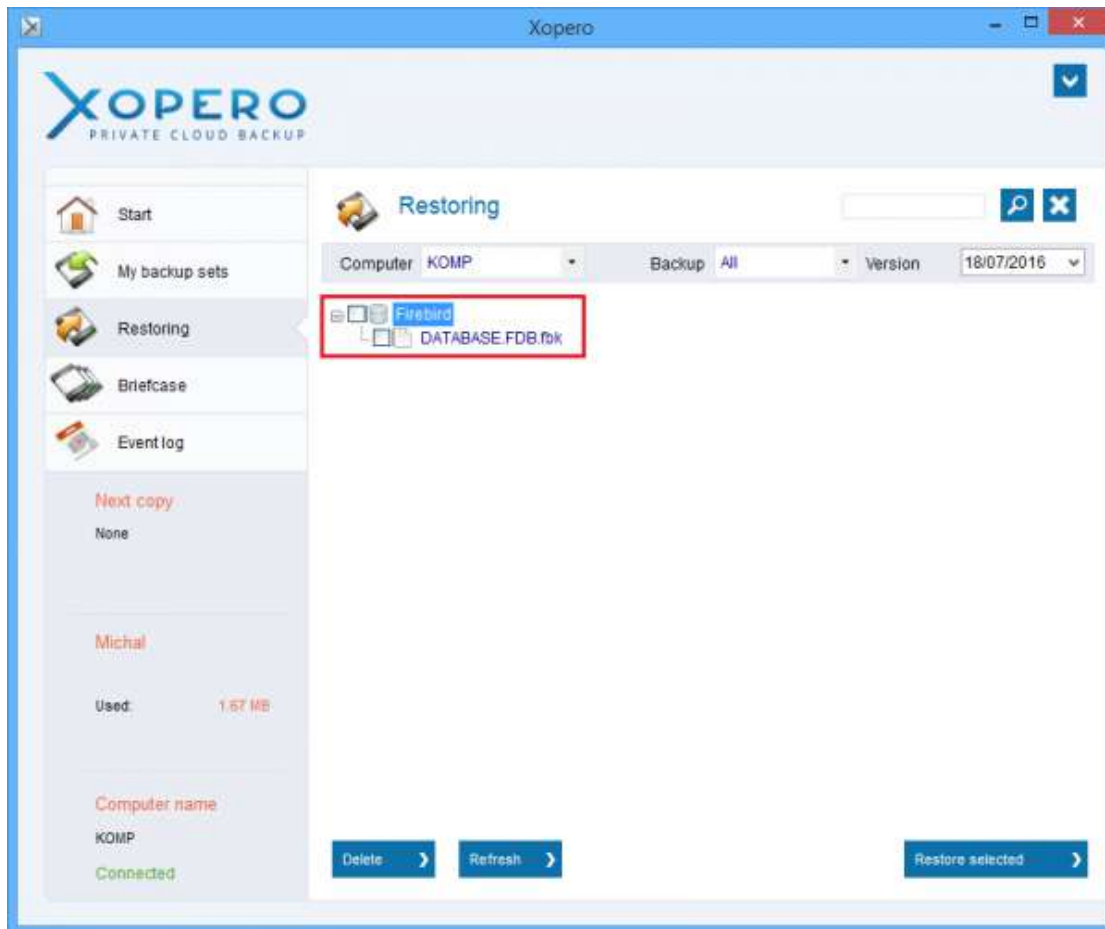 Xopero
XOPERO
PRIVATE CLOUD BACKUP
Start
My backup sets
Restoring
Briefcase
Event log
Next copy
None
Michal
Used: 1.67 MB
Computer name
KOMP
Connected
Restoring
Computer KOMP Backup All Version 18/07/2016
Firebird
DATABASE.FDB.fbk
Delete Refresh Restore selected